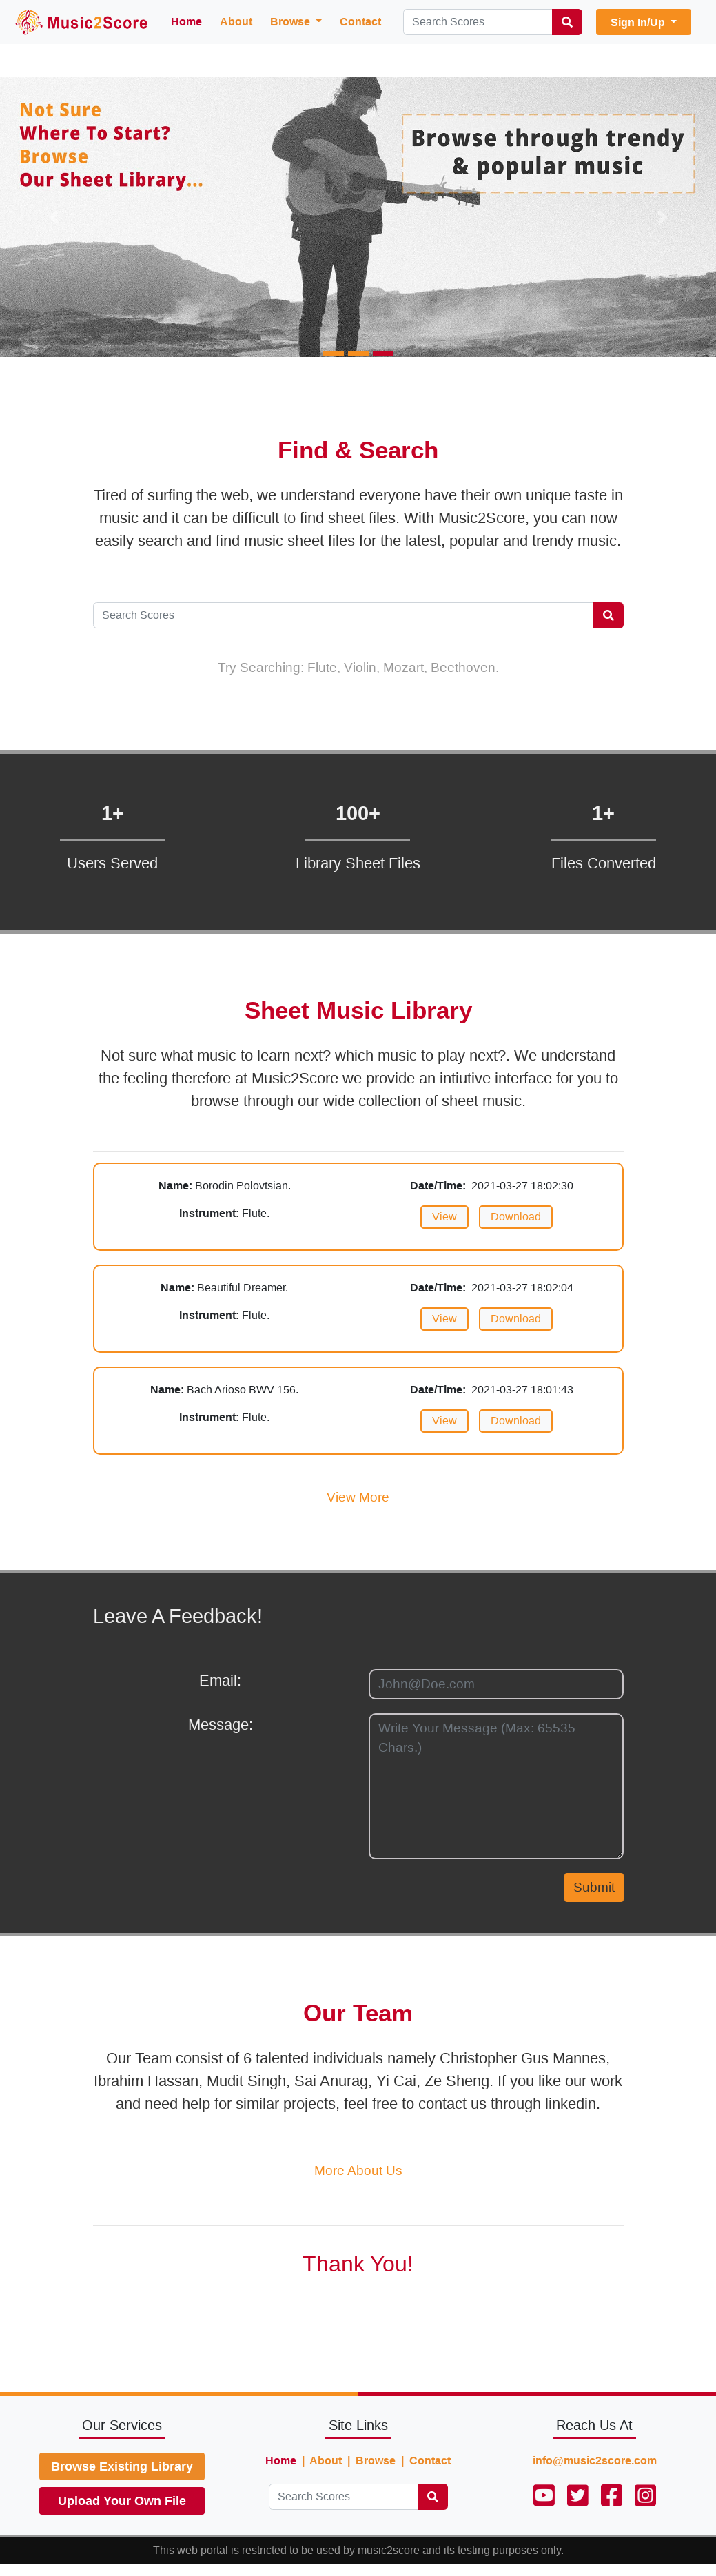 Music2Score
Home
About
Browse
Contact
Search Scores
Sign In/Up
Not Sure
Where To Start?
Browse
Our Sheet Library...
Browse through trendy
& popular music
Find & Search
Tired of surfing the web, we understand everyone have their own unique taste in
music and it can be difficult to find sheet files. With Music2Score, you can now
easily search and find music sheet files for the latest, popular and trendy music.
Search Scores
Try Searching: Flute, Violin, Mozart, Beethoven.
1+
Users Served
100+
Library Sheet Files
1+
Files Converted
Sheet Music Library
Not sure what music to learn next? which music to play next?. We understand
the feeling therefore at Music2Score we provide an intiutive interface for you to
browse through our wide collection of sheet music.
Name: Borodin Polovtsian.
Instrument: Flute.
Date/Time: 2021-03-27 18:02:30
View
Download
Name: Beautiful Dreamer.
Instrument: Flute.
Date/Time: 2021-03-27 18:02:04
View
Download
Name: Bach Arioso BWV 156.
Instrument: Flute.
Date/Time: 2021-03-27 18:01:43
View
Download
View More
Leave A Feedback!
Email:
John@Doe.com
Message:
Write Your Message (Max: 65535
Chars.)
Submit
Our Team
Our Team consist of 6 talented individuals namely Christopher Gus Mannes,
Ibrahim Hassan, Mudit Singh, Sai Anurag, Yi Cai, Ze Sheng. If you like our work
and need help for similar projects, feel free to contact us through linkedin.
More About Us
Thank You!
Our Services
Browse Existing Library
Upload Your Own File
Site Links
Home | About | Browse | Contact
Search Scores
Reach Us At
info@music2score.com
This web portal is restricted to be used by music2score and its testing purposes only.